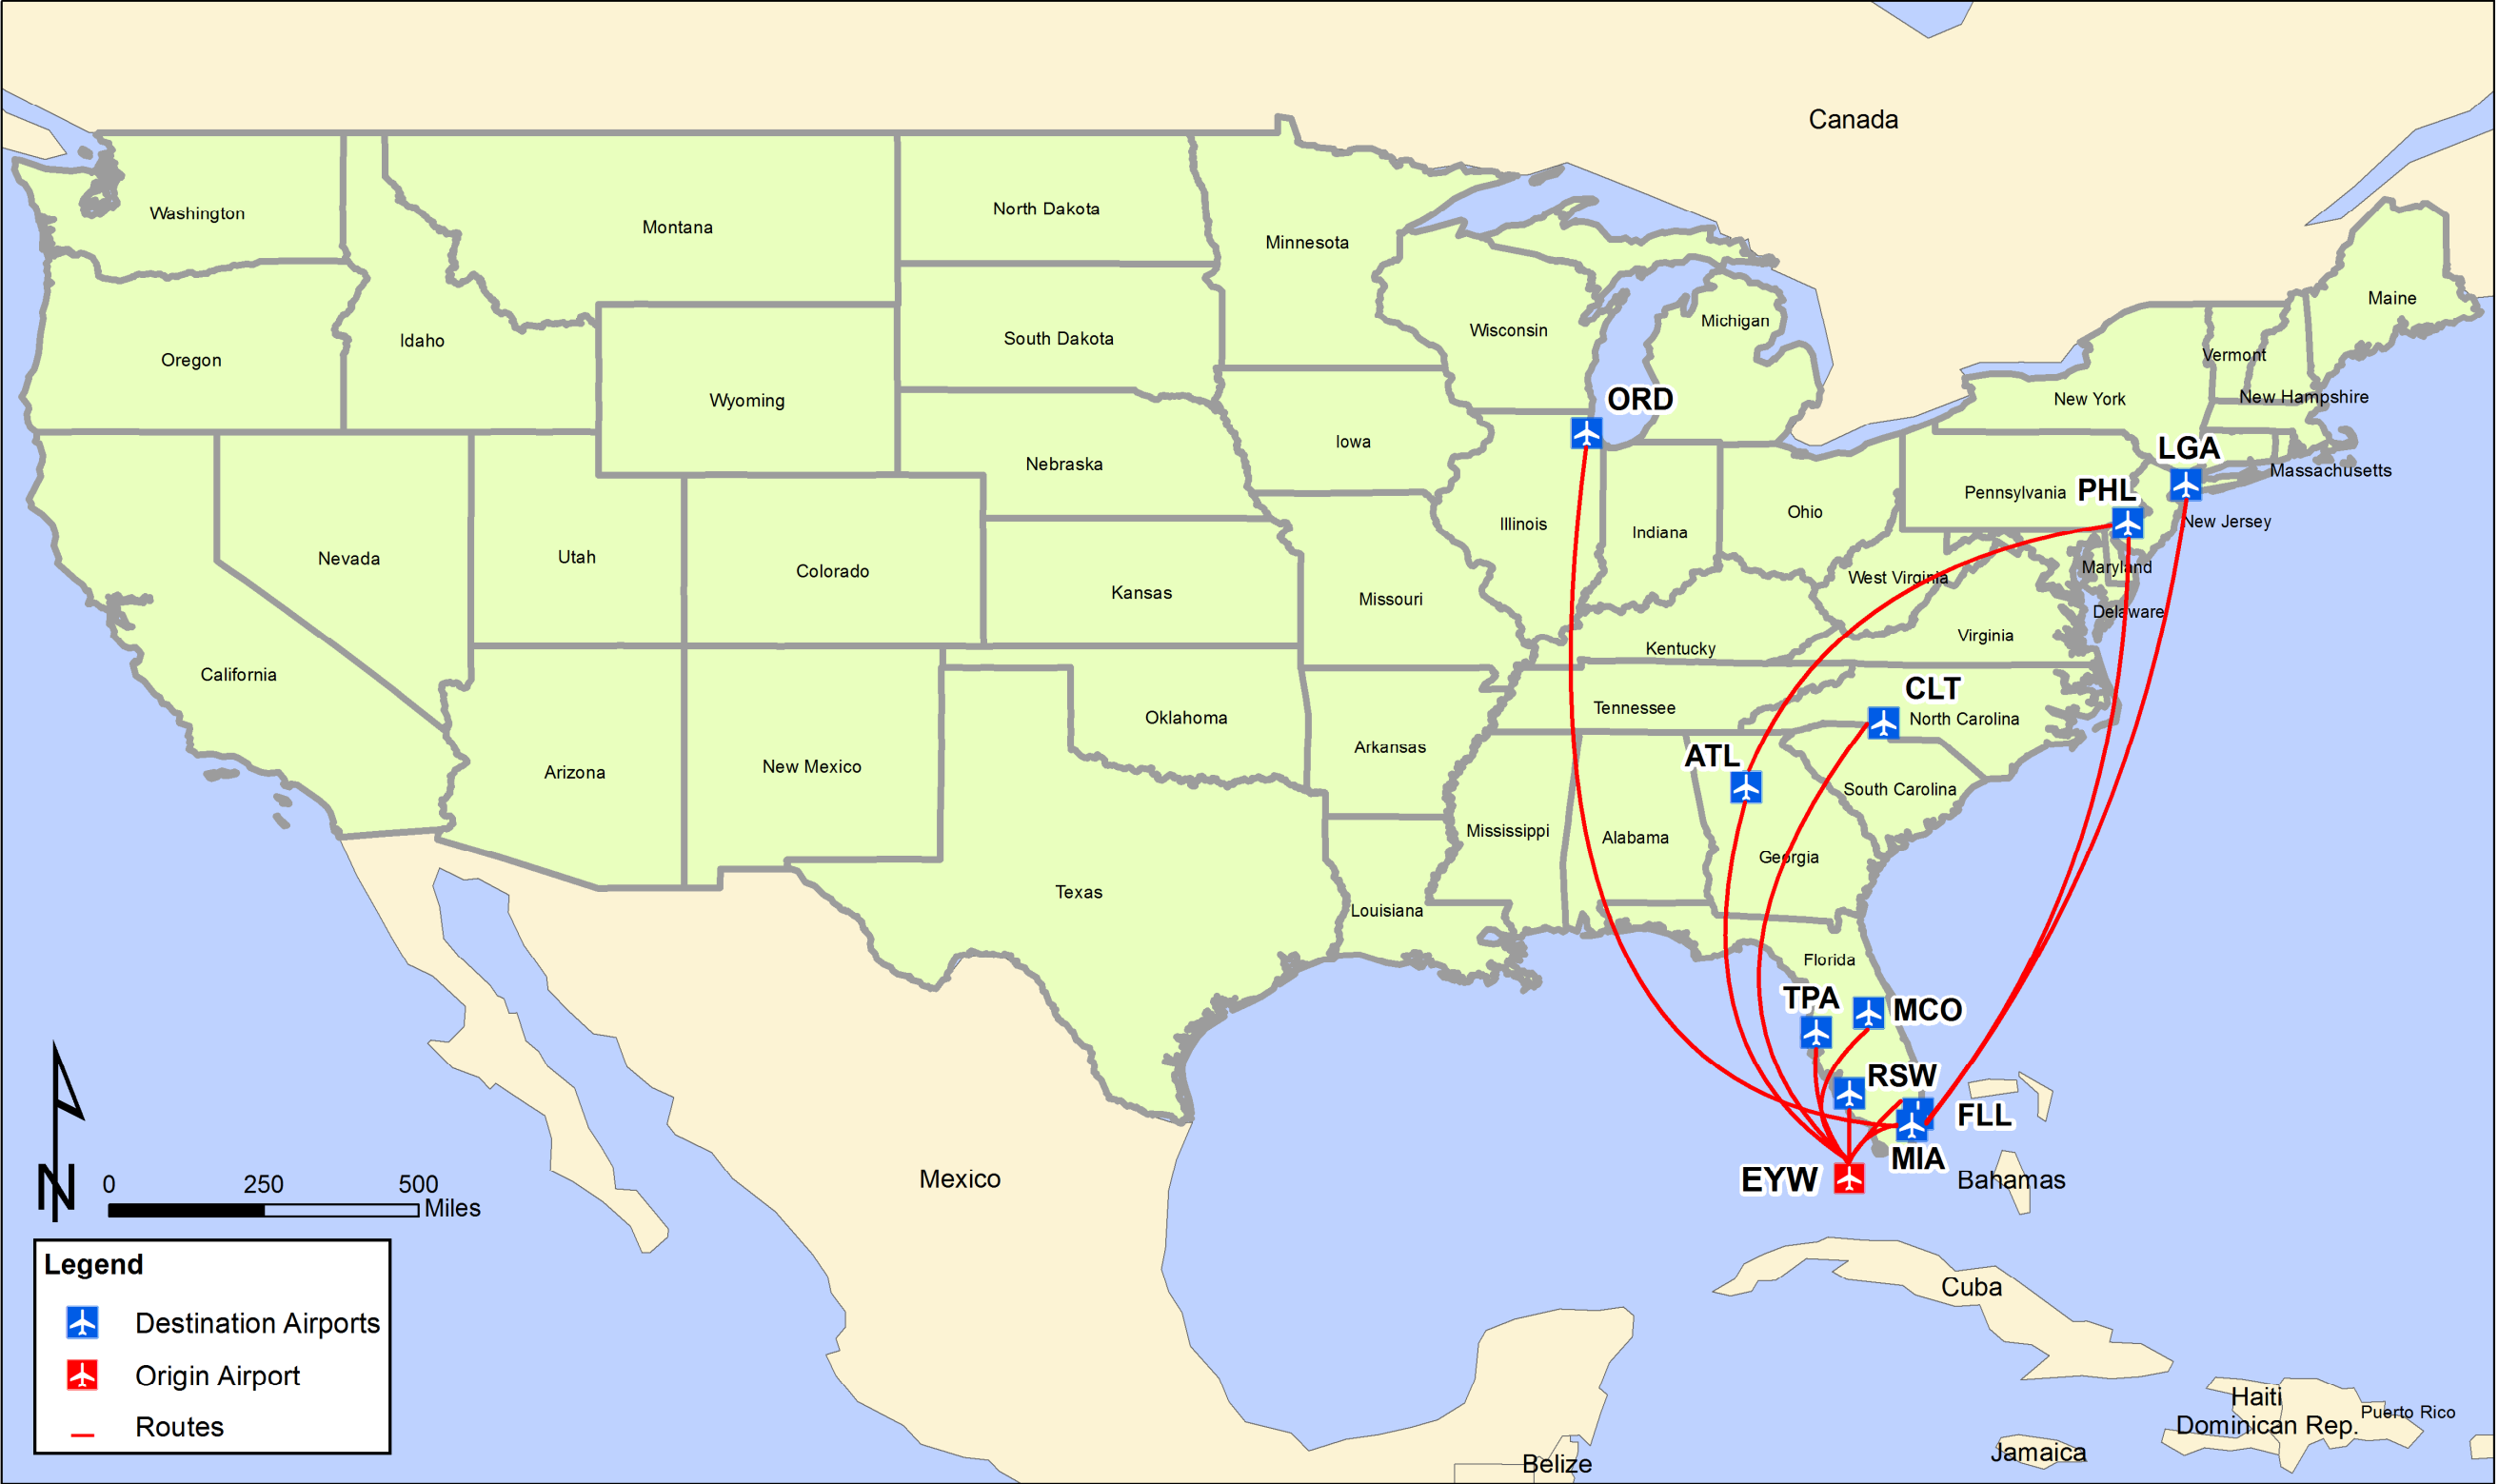 Canada
Washington
Montana
North Dakota
Minnesota
Maine
Oregon
Idaho
South Dakota
Wisconsin
Michigan
Vermont
Wyoming
ORD
New York
New Hampshire
Iowa
LGA
Nebraska
Massachusetts
Pennsylvania
PHL
Nevada
Utah
Colorado
Illinois
Indiana
Ohio
New Jersey
Kansas
Missouri
West Virginia
Maryland
Delaware
California
Kentucky
Virginia
CLT
Oklahoma
Tennessee
North Carolina
Arizona
New Mexico
Arkansas
ATL
South Carolina
Mississippi
Alabama
Georgia
Texas
Louisiana
Florida
TPA
MCO
RSW
FLL
MIA
EYW
Bahamas
Mexico
N
0 250 500
Miles
Legend
Destination Airports
Origin Airport
Routes
Cuba
Haiti
Dominican Rep.
Puerto Rico
Jamaica
Belize